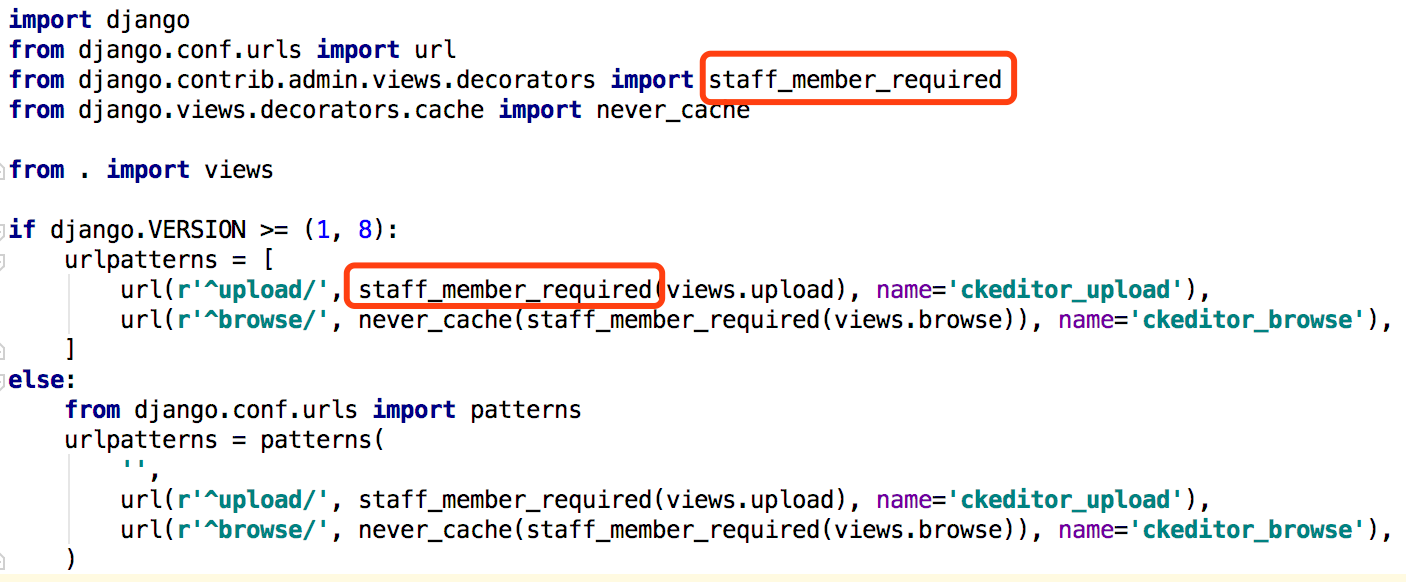 import django
from django.conf.urls import url
from django.contrib.admin.views.decorators import staff_member_required
from django.views.decorators.cache import never_cache
from . import views
if django.VERSION >= (1, 8):
    urlpatterns = [
        url(r'^upload/', staff_member_required(views.upload), name='ckeditor_upload'),
        url(r'^browse/', never_cache(staff_member_required(views.browse)), name='ckeditor_browse'),
    ]
else:
    from django.conf.urls import patterns
    urlpatterns = patterns(
        '',
        url(r'^upload/', staff_member_required(views.upload), name='ckeditor_upload'),
        url(r'^browse/', never_cache(staff_member_required(views.browse)), name='ckeditor_browse'),
    )